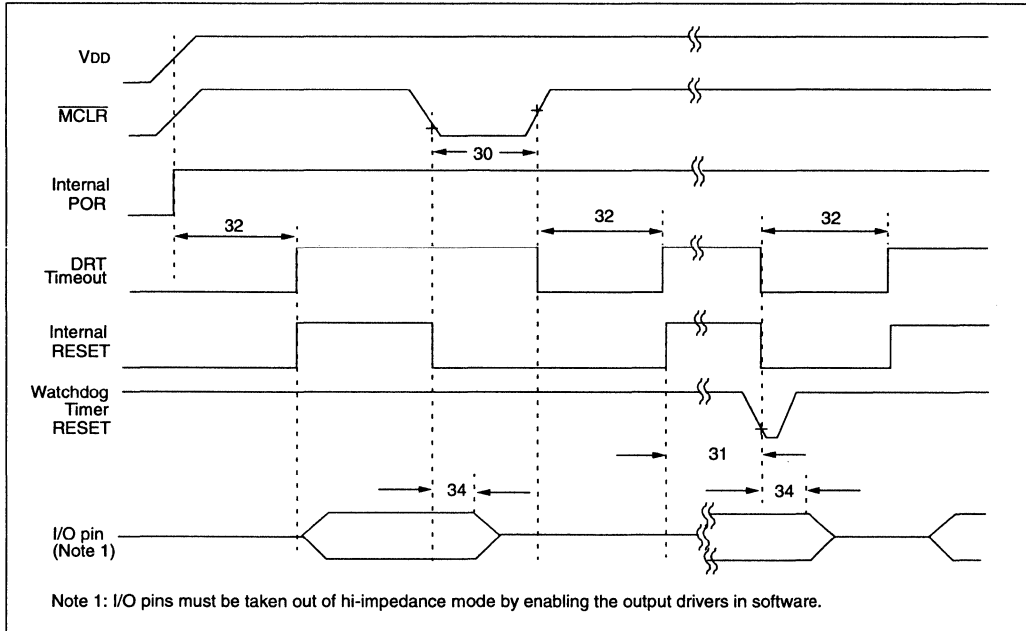 VDD
MCLR
30
Internal
POR
32
32
32
DRT
Timeout
Internal
RESET
Watchdog
Timer
RESET
31
34
34
I/O pin
(Note 1)
Note 1: I/O pins must be taken out of hi-impedance mode by enabling the output drivers in software.